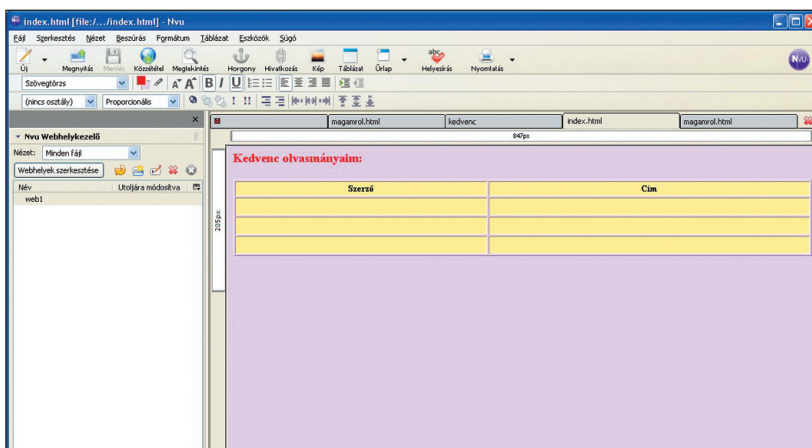 index.html [file:/.../index.html] - Nvu
Fájl Szerkesztés Nézet Beszúrás Formátum Táblázat Eszközök Súgó
Új Megnyitás Mentés Közzététel Megtekintés Horgony Hivatkozás Kép Táblázat Űrlap Helyesírás Nyomtatás
Szövegtörzs
(nincs osztály) Proporcionális
magamrol.html kedvenc index.html magamrol.html
Nvu Webhelykezelő
847px
Nézet: Minden fájl
Kedvenc olvasmányaim:
Webhelyek szerkesztése
Név Utoljára módosítva
Szerző Cím
web1
205px